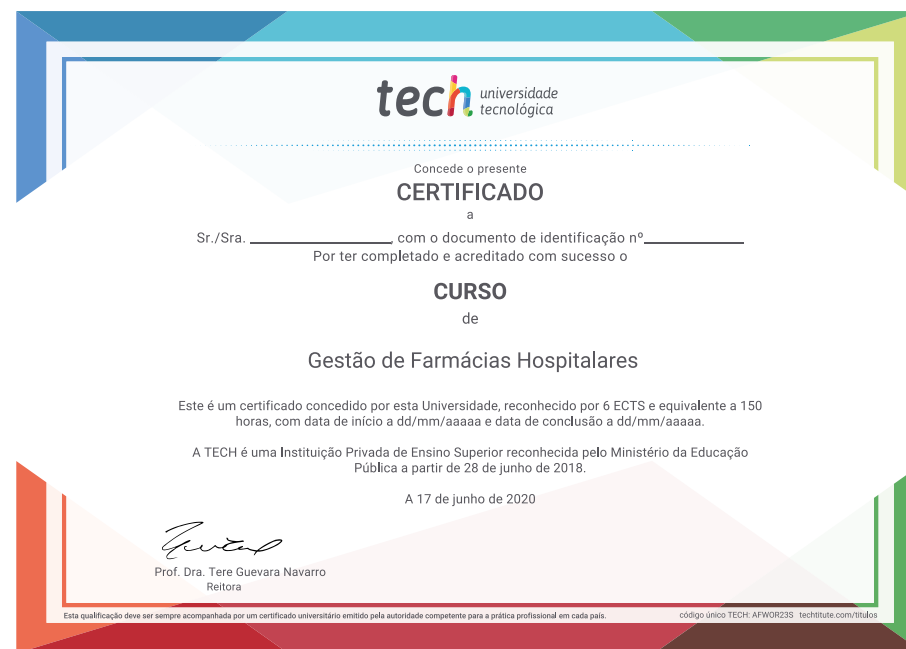 tech universidade
tecnológica
Concede o presente
CERTIFICADO
a
Sr./Sra. ____________________, com o documento de identificação nº______________
Por ter completado e acreditado com sucesso o
CURSO
de
Gestão de Farmácias Hospitalares
Este é um certificado concedido por esta Universidade, reconhecido por 6 ECTS e equivalente a 150
horas, com data de início a dd/mm/aaaaa e data de conclusão a dd/mm/aaaaa.
A TECH é uma Instituição Privada de Ensino Superior reconhecida pelo Ministério da Educação
Pública a partir de 28 de junho de 2018.
A 17 de junho de 2020
Prof. Dra. Tere Guevara Navarro
Reitora
Esta qualificação deve ser sempre acompanhada por um certificado universitário emitido pela autoridade competente para a prática profissional em cada país.
código único TECH: AFWOR23S techtitute.com/titulos